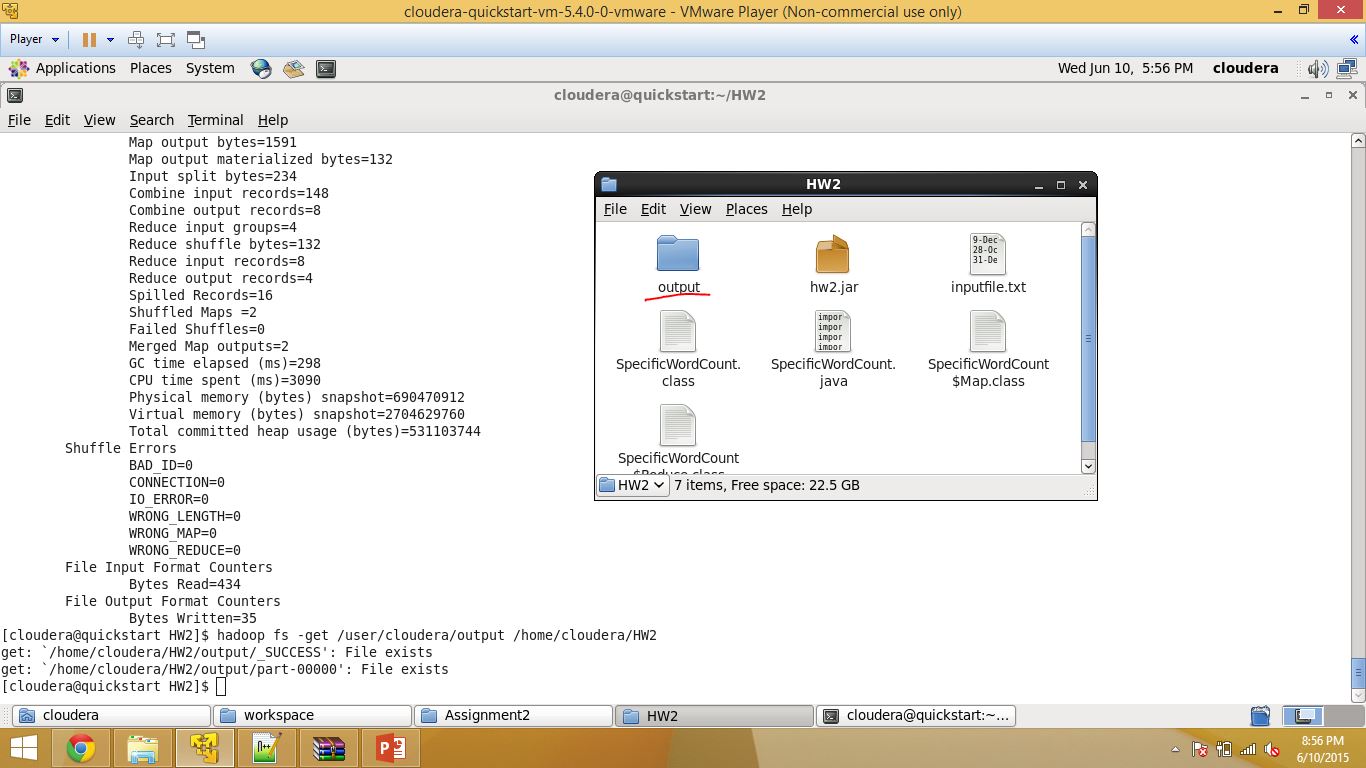 cloudera-quickstart-vm-5.4.0-0-vmware - VMware Player (Non-commercial use only)
Player
Applications Places System
Wed Jun 10, 5:56 PM cloudera
cloudera@quickstart:~/HW2
File Edit View Search Terminal Help
Map output bytes=1591
Map output materialized bytes=132
Input split bytes=234
Combine input records=148
Combine output records=8
Reduce input groups=4
Reduce shuffle bytes=132
Reduce input records=8
Reduce output records=4
Spilled Records=16
Shuffled Maps =2
Failed Shuffles=0
Merged Map outputs=2
GC time elapsed (ms)=298
CPU time spent (ms)=3090
Physical memory (bytes) snapshot=690470912
Virtual memory (bytes) snapshot=2704629760
Total committed heap usage (bytes)=531103744
Shuffle Errors
BAD_ID=0
CONNECTION=0
IO_ERROR=0
WRONG_LENGTH=0
WRONG_MAP=0
WRONG_REDUCE=0
File Input Format Counters
Bytes Read=434
File Output Format Counters
Bytes Written=35
[cloudera@quickstart HW2]$ hadoop fs -get /user/cloudera/output /home/cloudera/HW2
get: `/home/cloudera/HW2/output/_SUCCESS': File exists
get: `/home/cloudera/HW2/output/part-00000': File exists
[cloudera@quickstart HW2]$
HW2
File Edit View Places Help
9-Dec
28-Oc
31-De
output
hw2.jar
inputfile.txt
impor
impor
impor
impor
SpecificWordCount.
class
SpecificWordCount.
java
SpecificWordCount
$Map.class
SpecificWordCount
$Reduce.class
HW2 7 items, Free space: 22.5 GB
cloudera
workspace
Assignment2
HW2
cloudera@quickstart:~...
8:56 PM
6/10/2015